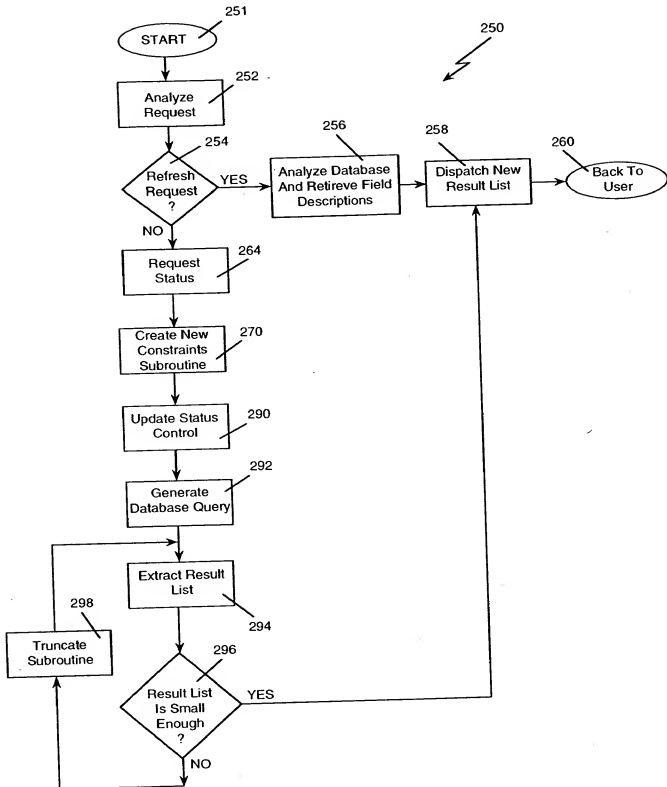 251
START
250
252
Analyze
Request
254
Refresh
Request
?
YES
NO
256
Analyze Database
And Retireve Field
Descriptions
258
Dispatch New
Result List
260
Back To
User
Request
Status
264
Create New
Constraints
Subroutine
270
Update Status
Control
290
292
Generate
Database Query
Extract Result
List
294
298
Truncate
Subroutine
296
Result List
Is Small
Enough
?
YES
NO